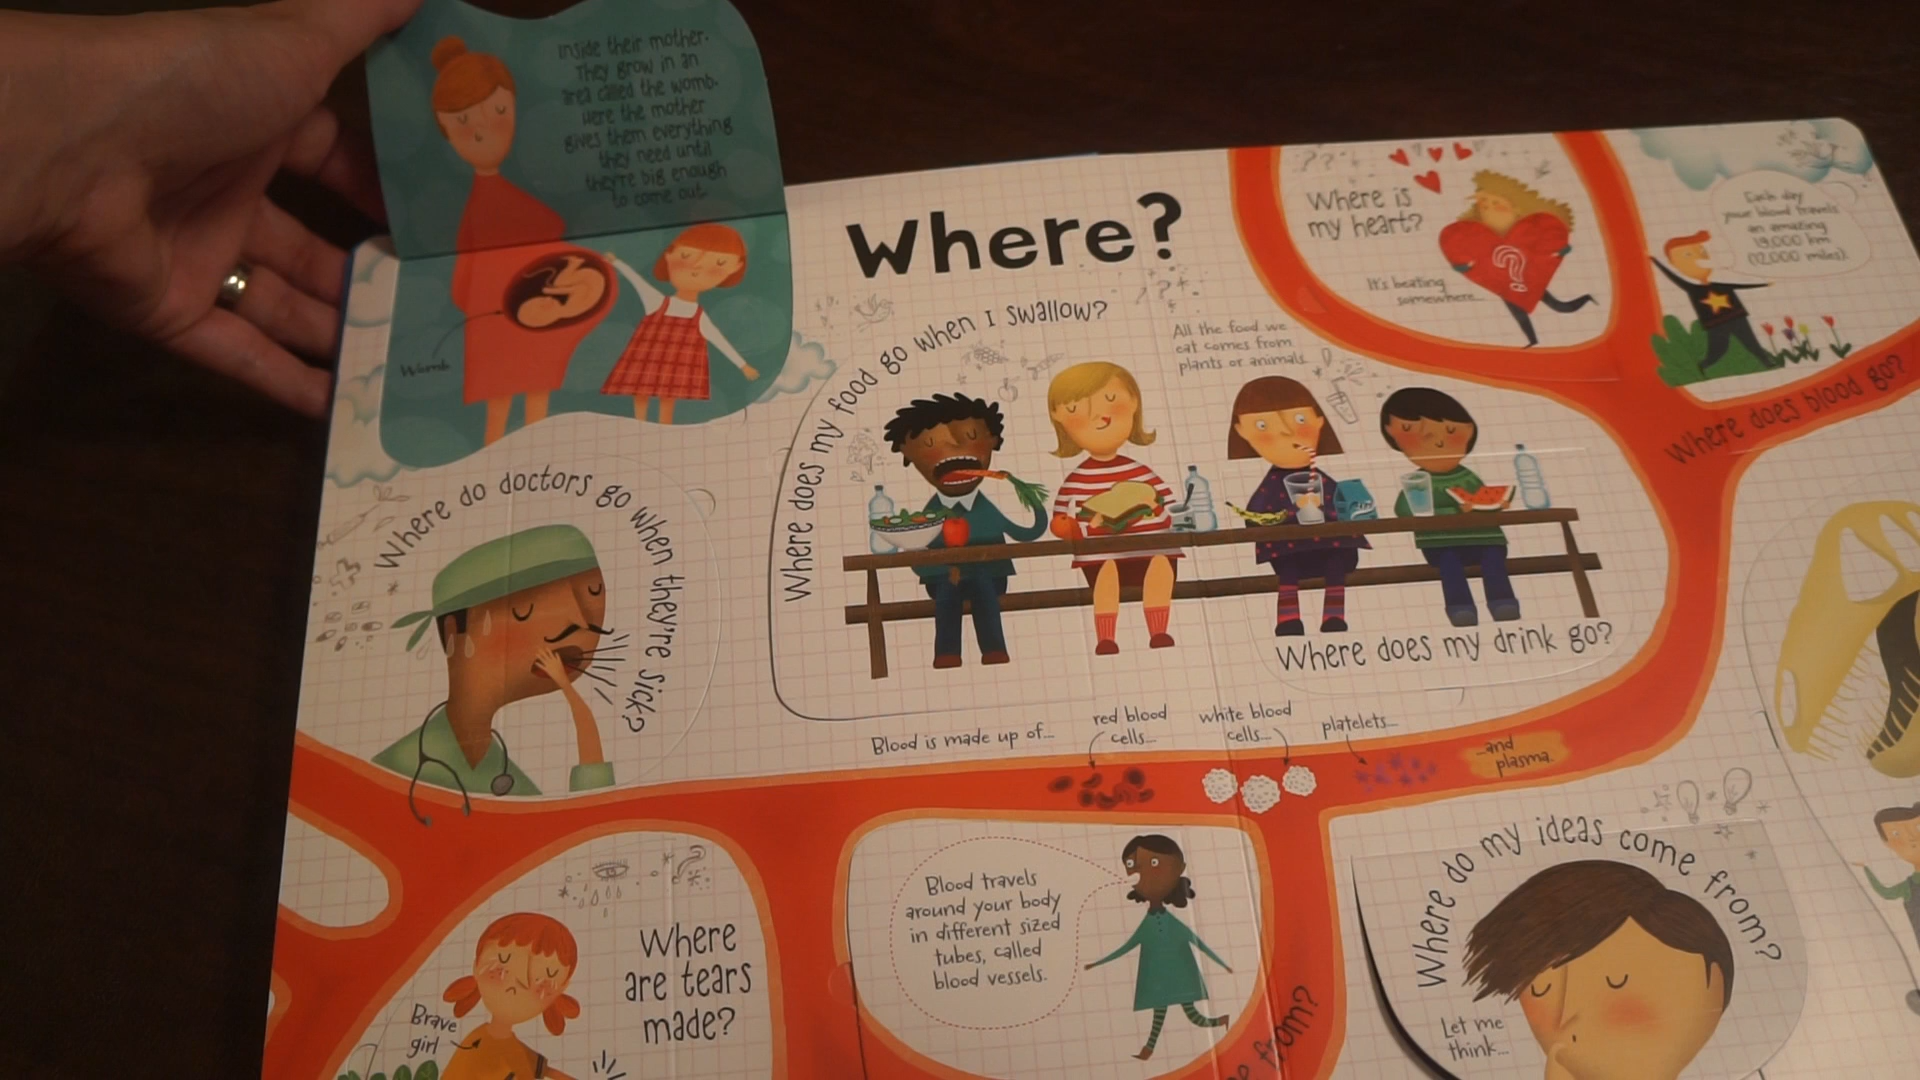 Inside their mother.
They grow in an
area called the womb.
Here the mother
gives them everything
they need until
they're big enough
to come out.
Womb
Where?
Where is
my heart?
It's beating
somewhere...
Each day
your blood travels
an amazing
19,000 km
(12,000 miles).
Where does blood go?
Where does my food go when I swallow?
All the food we
eat comes from
plants or animals.
Where does my drink go?
Where do doctors go when they're sick?
Blood is made up of...
red blood
cells...
white blood
cells...
platelets...
...and
plasma.
Where
are tears
made?
Brave
girl
Blood travels
around your body
in different sized
tubes, called
blood vessels.
Where do my ideas come from?
Let me
think...
from?